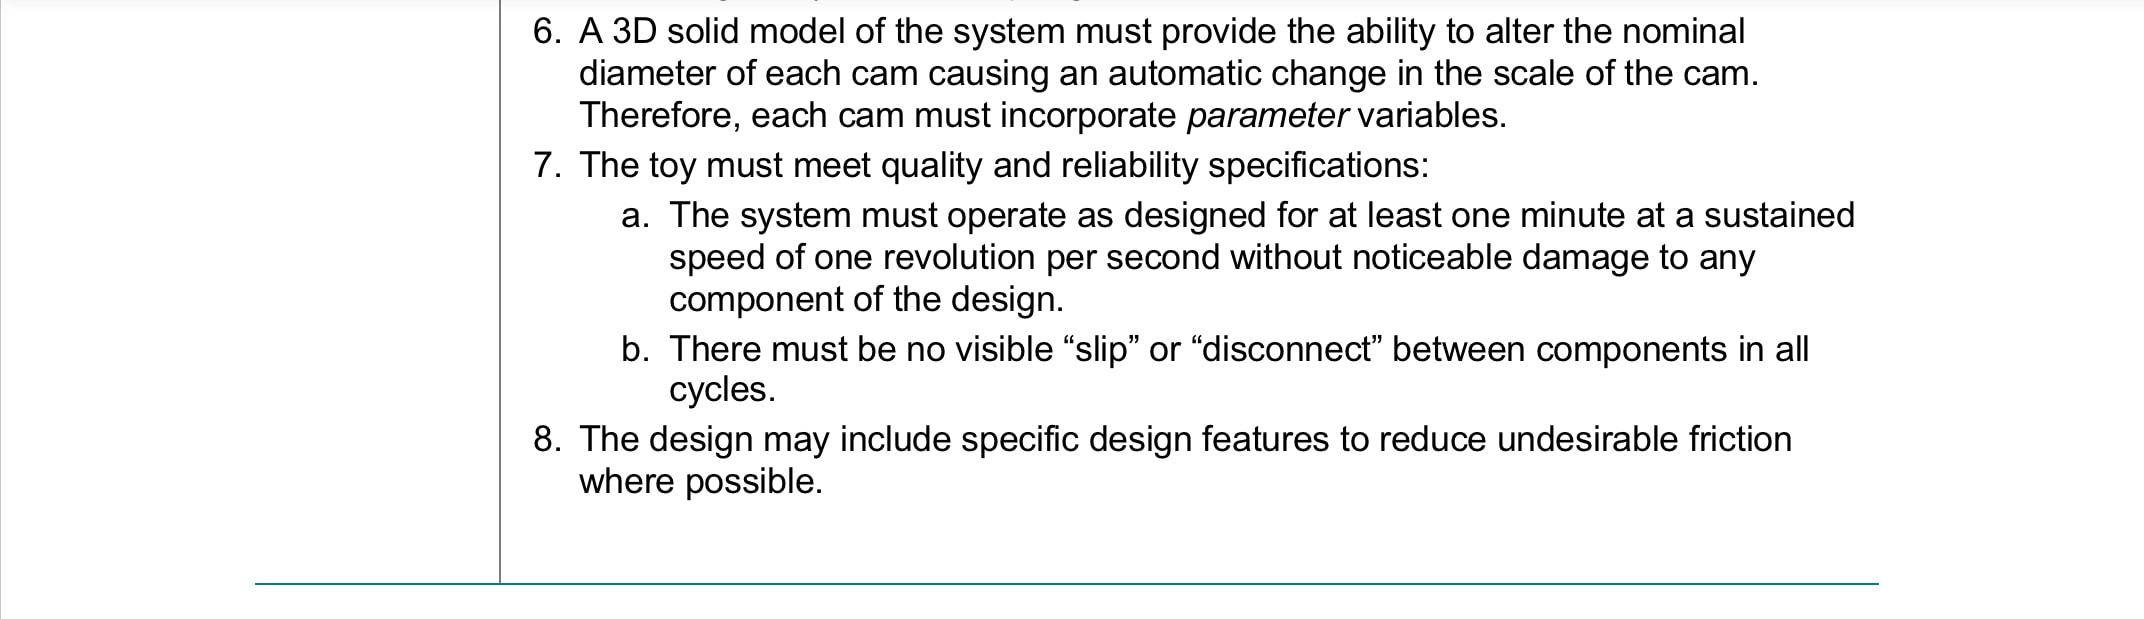 6. A 3D solid model of the system must provide the ability to alter the nominal
diameter of each cam causing an automatic change in the scale of the cam.
Therefore, each cam must incorporate parameter variables.
7. The toy must meet quality and reliability specifications:
a. The system must operate as designed for at least one minute at a sustained
speed of one revolution per second without noticeable damage to any
component of the design.
b. There must be no visible “slip” or “disconnect” between components in all
cycles.
8. The design may include specific design features to reduce undesirable friction
where possible.